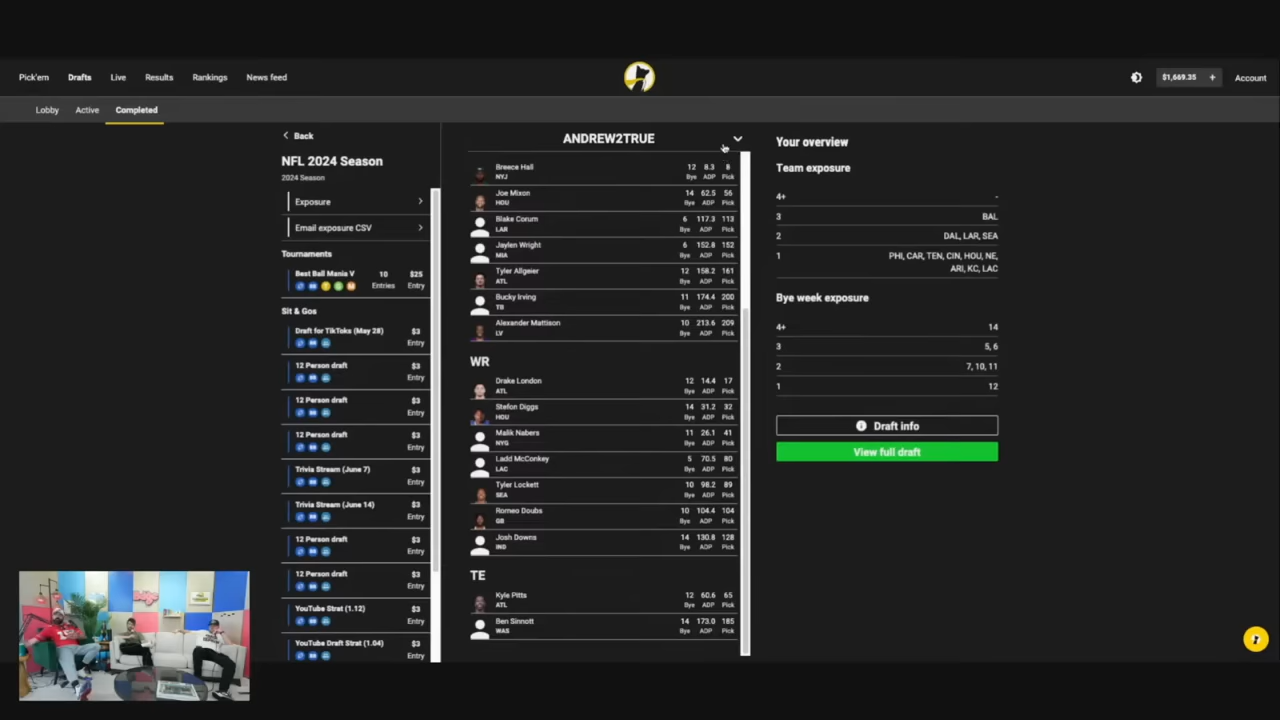 Pick'em Drafts Live Results Rankings News feed $1,669.35 + Account
Lobby Active Completed
Back
NFL 2024 Season
2024 Season
Exposure
Email exposure CSV
Tournaments
Best Ball Mania V 10 $25
Entries Entry
Sit & Gos
Draft for TikToks (May 28) $3
Entry
12 Person draft $3
Entry
12 Person draft $3
Entry
12 Person draft $3
Entry
Trivia Stream (June 7) $3
Entry
Trivia Stream (June 14) $3
Entry
12 Person draft $3
Entry
12 Person draft $3
Entry
YouTube Strat (1.12) $3
Entry
YouTube Draft Strat (1.04) $3
Entry
ANDREW2TRUE
Breece Hall 12 8.3 8
NYJ Bye ADP Pick
Joe Mixon 14 62.5 56
HOU Bye ADP Pick
Blake Corum 6 117.3 113
LAR Bye ADP Pick
Jaylen Wright 6 152.8 152
MIA Bye ADP Pick
Tyler Allgeier 12 158.2 161
ATL Bye ADP Pick
Bucky Irving 11 174.4 200
TB Bye ADP Pick
Alexander Mattison 10 213.6 209
LV Bye ADP Pick
WR
Drake London 12 14.4 17
ATL Bye ADP Pick
Stefon Diggs 14 31.2 32
HOU Bye ADP Pick
Malik Nabers 11 26.1 41
NYG Bye ADP Pick
Ladd McConkey 5 70.5 80
LAC Bye ADP Pick
Tyler Lockett 10 98.2 89
SEA Bye ADP Pick
Romeo Doubs 10 104.4 104
GB Bye ADP Pick
Josh Downs 14 130.8 128
IND Bye ADP Pick
TE
Kyle Pitts 12 60.6 65
ATL Bye ADP Pick
Ben Sinnott 14 173.0 185
WAS Bye ADP Pick
Your overview
Team exposure
4+ -
3 BAL
2 DAL, LAR, SEA
1 PHI, CAR, TEN, CIN, HOU, NE,
ARI, KC, LAC
Bye week exposure
4+ 14
3 5, 6
2 7, 10, 11
1 12
Draft info
View full draft